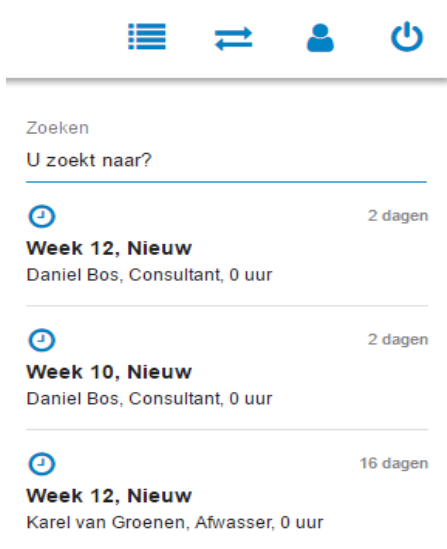 Zoeken
U zoekt naar?
2 dagen
Week 12, Nieuw
Daniel Bos, Consultant, 0 uur
2 dagen
Week 10, Nieuw
Daniel Bos, Consultant, 0 uur
16 dagen
Week 12, Nieuw
Karel van Groenen, Afwasser, 0 uur